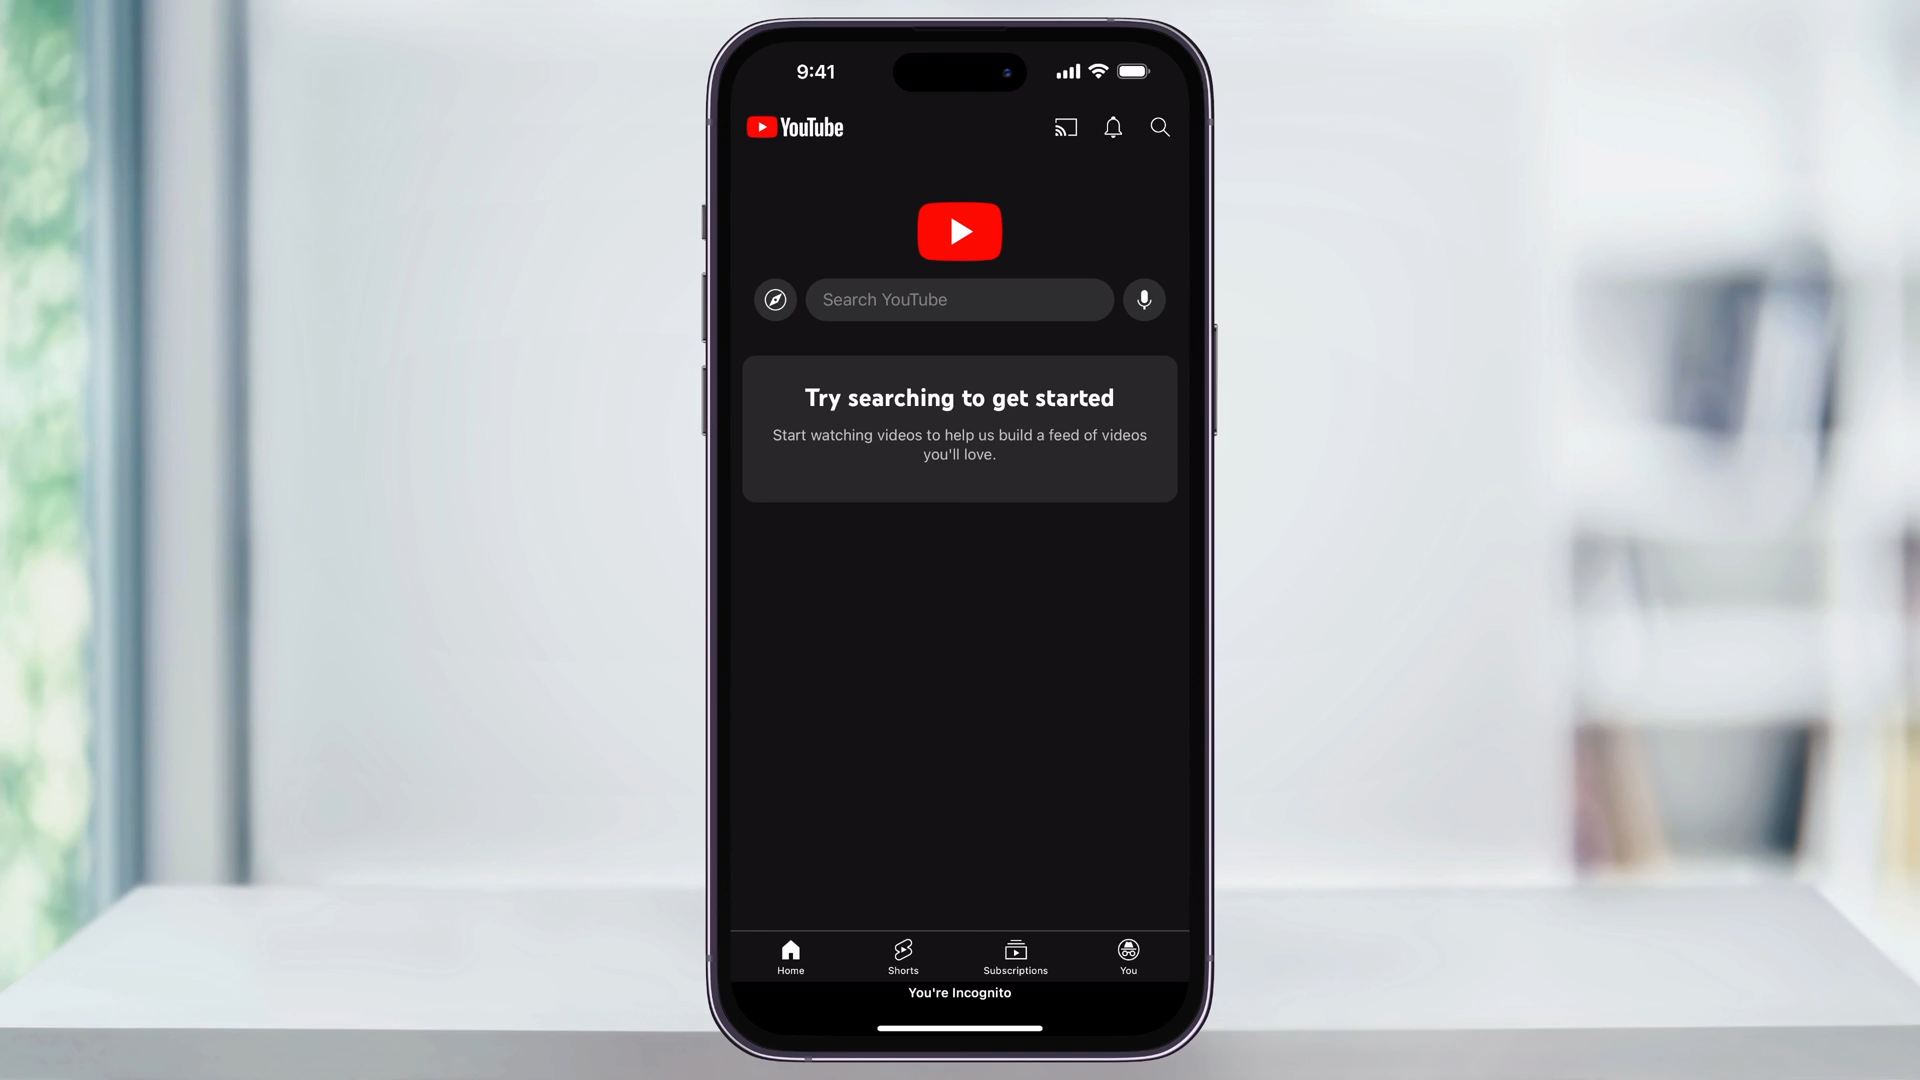 9:41
YouTube
Search YouTube
Try searching to get started
Start watching videos to help us build a feed of videos
you'll love.
Home
Shorts
Subscriptions
You
You're Incognito